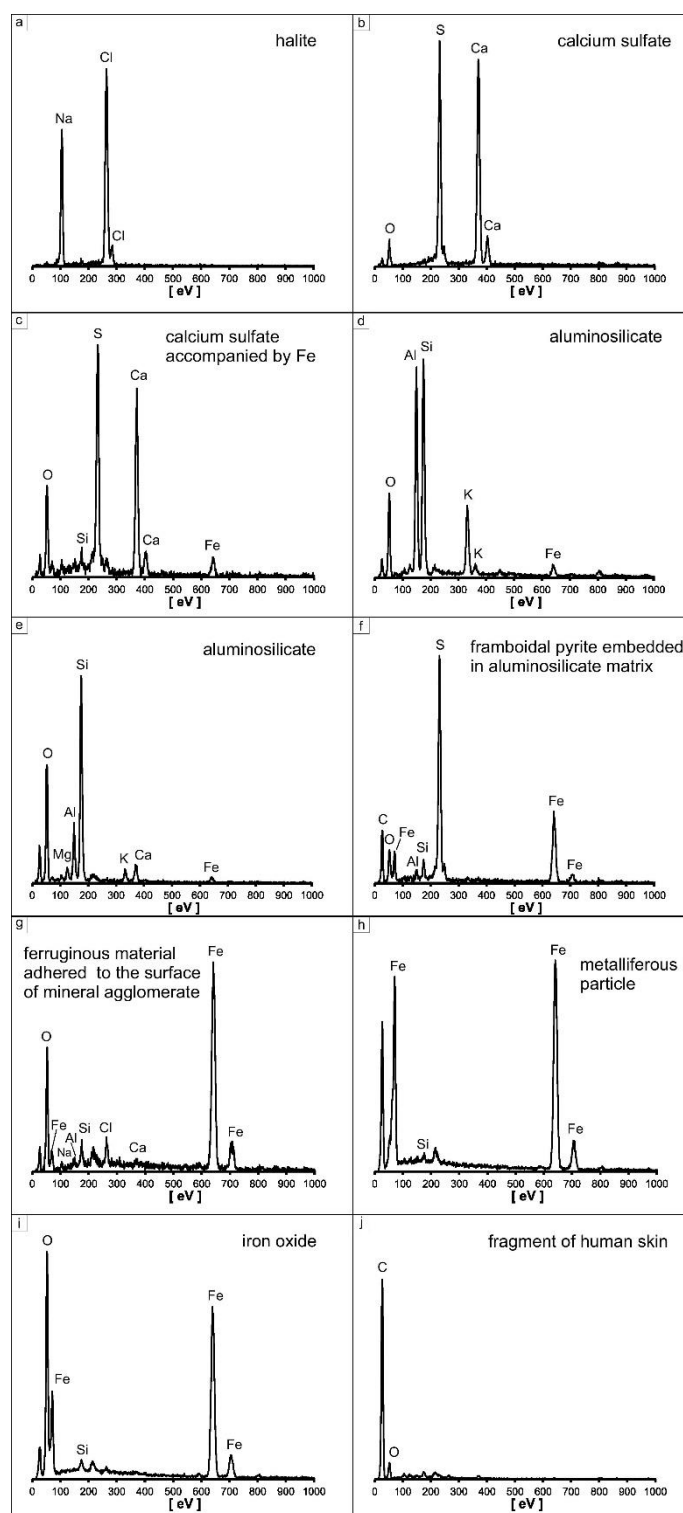 a
halite
Cl
Na
Cl
0 100 200 300 400 500 600 700 800 900 1000
[ eV ]
b
calcium sulfate
S
Ca
O
Ca
0 100 200 300 400 500 600 700 800 900 1000
[ eV ]
c
calcium sulfate
accompanied by Fe
S
Ca
O
Si
Ca
Fe
0 100 200 300 400 500 600 700 800 900 1000
[ eV ]
d
aluminosilicate
Al
Si
O
K
K
Fe
0 100 200 300 400 500 600 700 800 900 1000
[ eV ]
e
aluminosilicate
Si
O
Al
Mg
K
Ca
Fe
0 100 200 300 400 500 600 700 800 900 1000
[ eV ]
f
framboidal pyrite embedded
in aluminosilicate matrix
S
Fe
C
O
Fe
Al
Si
Fe
0 100 200 300 400 500 600 700 800 900 1000
[ eV ]
g
ferruginous material
adhered to the surface
of mineral agglomerate
Fe
O
Fe
Na
Al
Si
Cl
Ca
Fe
0 100 200 300 400 500 600 700 800 900 1000
[ eV ]
h
metalliferous
particle
Fe
Fe
Si
Fe
0 100 200 300 400 500 600 700 800 900 1000
[ eV ]
i
iron oxide
O
Fe
Fe
Si
Fe
0 100 200 300 400 500 600 700 800 900 1000
[ eV ]
j
fragment of human skin
C
O
0 100 200 300 400 500 600 700 800 900 1000
[ eV ]